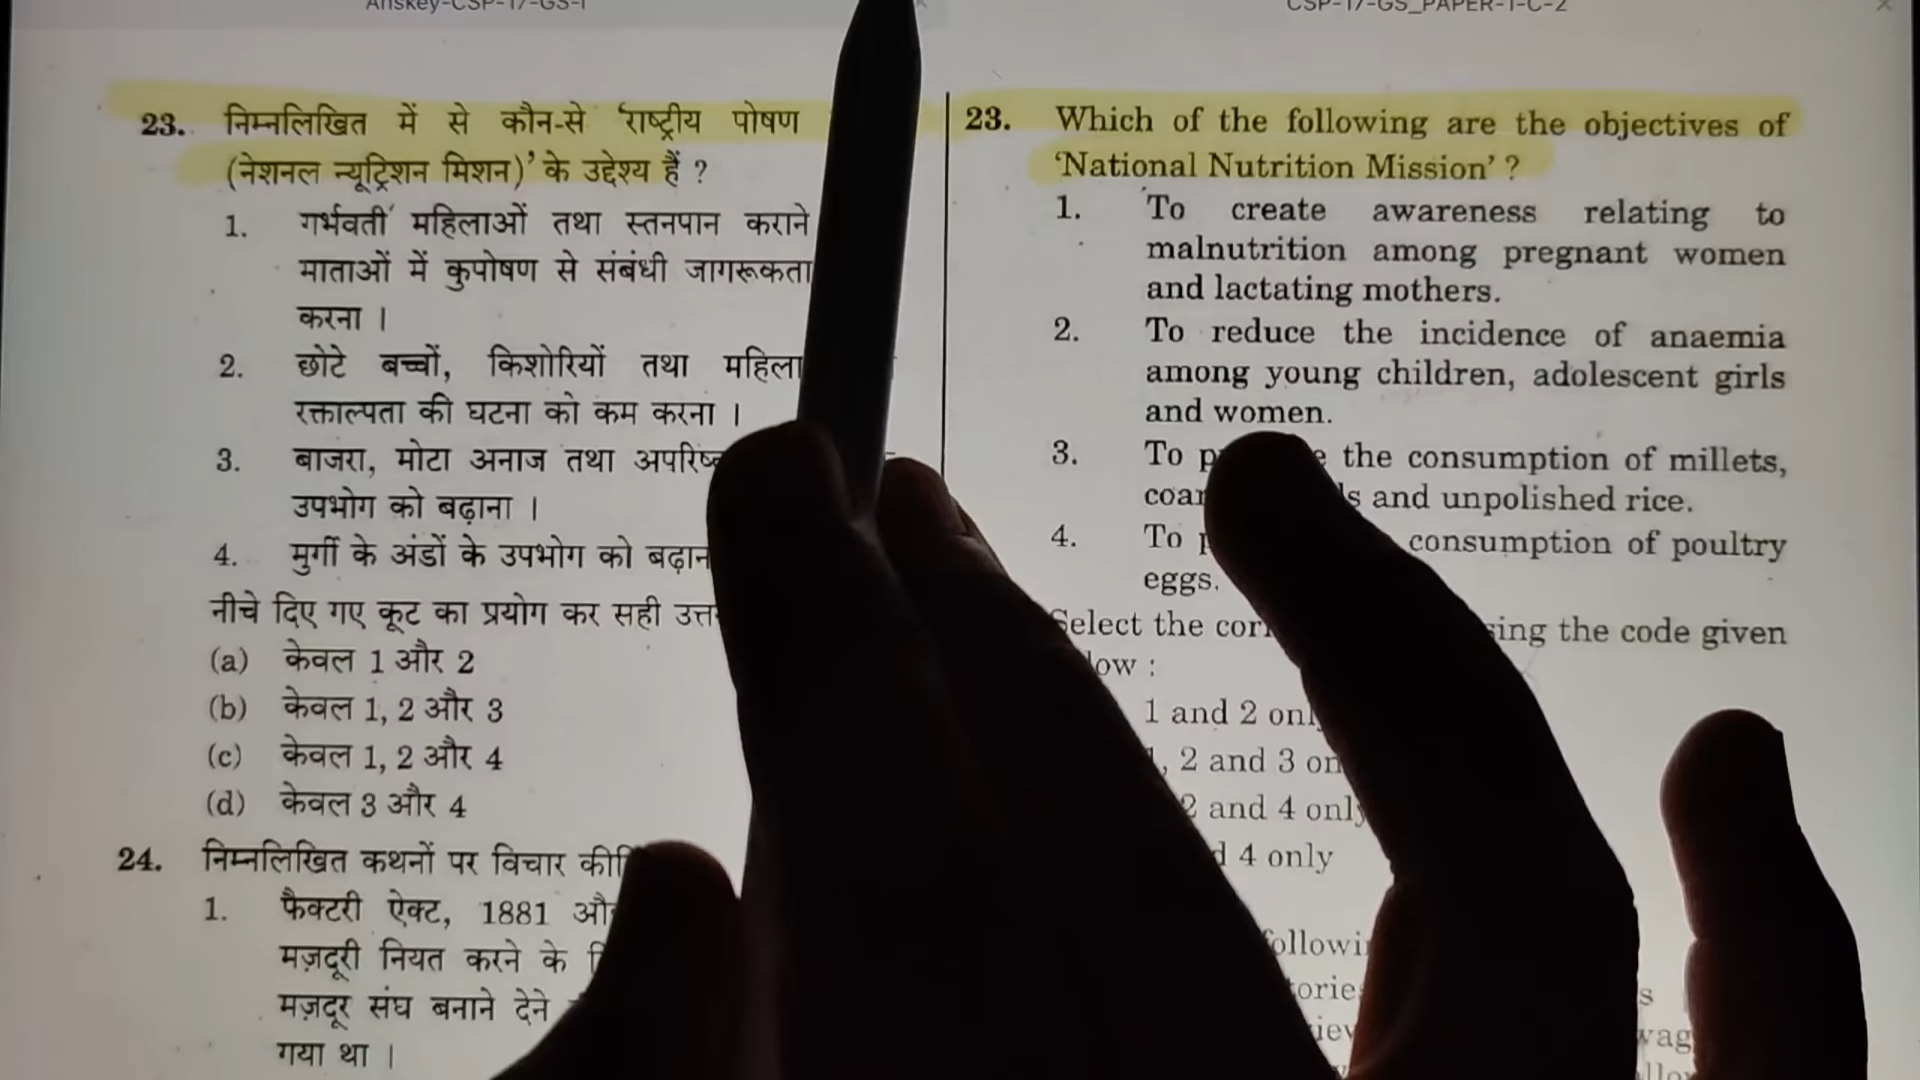 Anskey-CSP-17-GS-I
CSP-17-GS_PAPER-1-C-2
23. निम्नलिखित में से कौन-से ‘राष्ट्रीय पोषण
(नेशनल न्यूट्रिशन मिशन)’ के उद्देश्य हैं ?
1. गर्भवती महिलाओं तथा स्तनपान कराने
माताओं में कुपोषण से संबंधी जागरूकता
करना ।
2. छोटे बच्चों, किशोरियों तथा महिला
रक्ताल्पता की घटना को कम करना ।
3. बाजरा, मोटा अनाज तथा
उपभोग को बढ़ाना ।
4. मुर्गी के अंडों के उपभोग को
नीचे दिए गए कूट का प्रयोग कर सही
(a) केवल 1 और 2
(b) केवल 1, 2 और 3
(c) केवल 1, 2 और 4
(d) केवल 3 और 4
24. निम्नलिखित कथनों पर विचार
1. फैक्टरी ऐक्ट, 1881
मज़दूरी नियत करने के
मज़दूर संघ बनाने देने
गया था ।
23. Which of the following are the objectives of
‘National Nutrition Mission’ ?
1. To create awareness relating to
malnutrition among pregnant women
and lactating mothers.
2. To reduce the incidence of anaemia
among young children, adolescent girls
and women.
3. To the consumption of millets,
and unpolished rice.
4. To consumption of poultry
eggs.
Select the the code given
1 and 2
2 and 3
2 and 4 only
4 only